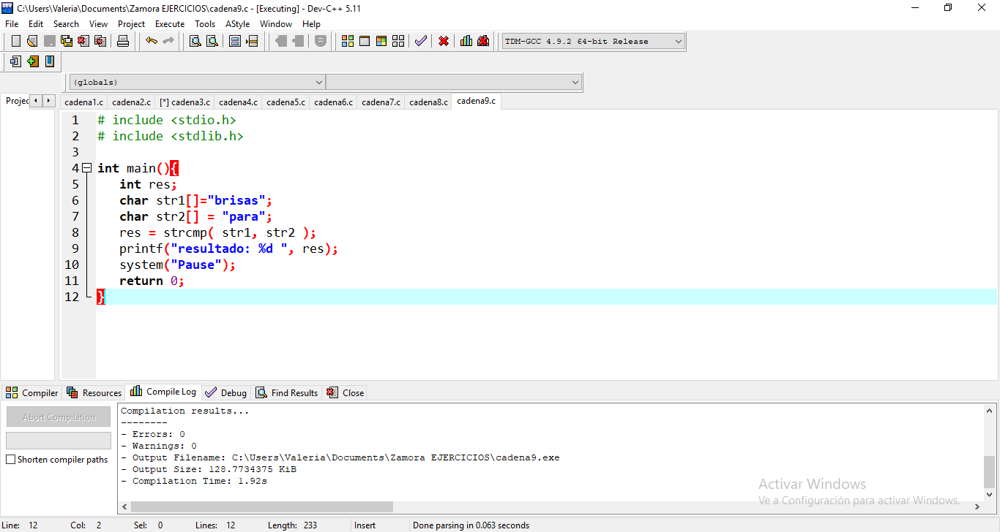 C:\Users\Valeria\Documents\Zamora EJERCICIOS\cadena9.c - [Executing] - Dev-C++ 5.11
File Edit Search View Project Execute Tools AStyle Window Help
TDM-GCC 4.9.2 64-bit Release
(globals)
Projec cadena1.c cadena2.c [*] cadena3.c cadena4.c cadena5.c cadena6.c cadena7.c cadena8.c cadena9.c
1 # include <stdio.h>
2 # include <stdlib.h>
3
4 int main(){
5 int res;
6 char str1[]="brisas";
7 char str2[] = "para";
8 res = strcmp( str1, str2 );
9 printf("resultado: %d ", res);
10 system("Pause");
11 return 0;
12 }
Compiler Resources Compile Log Debug Find Results Close
Abort Compilation
Shorten compiler paths
Compilation results...
--------
- Errors: 0
- Warnings: 0
- Output Filename: C:\Users\Valeria\Documents\Zamora EJERCICIOS\cadena9.exe
- Output Size: 128.7734375 KiB
- Compilation Time: 1.92s
Activar Windows
Ve a Configuración para activar Windows.
Line: 12 Col: 2 Sel: 0 Lines: 12 Length: 233 Insert Done parsing in 0.063 seconds